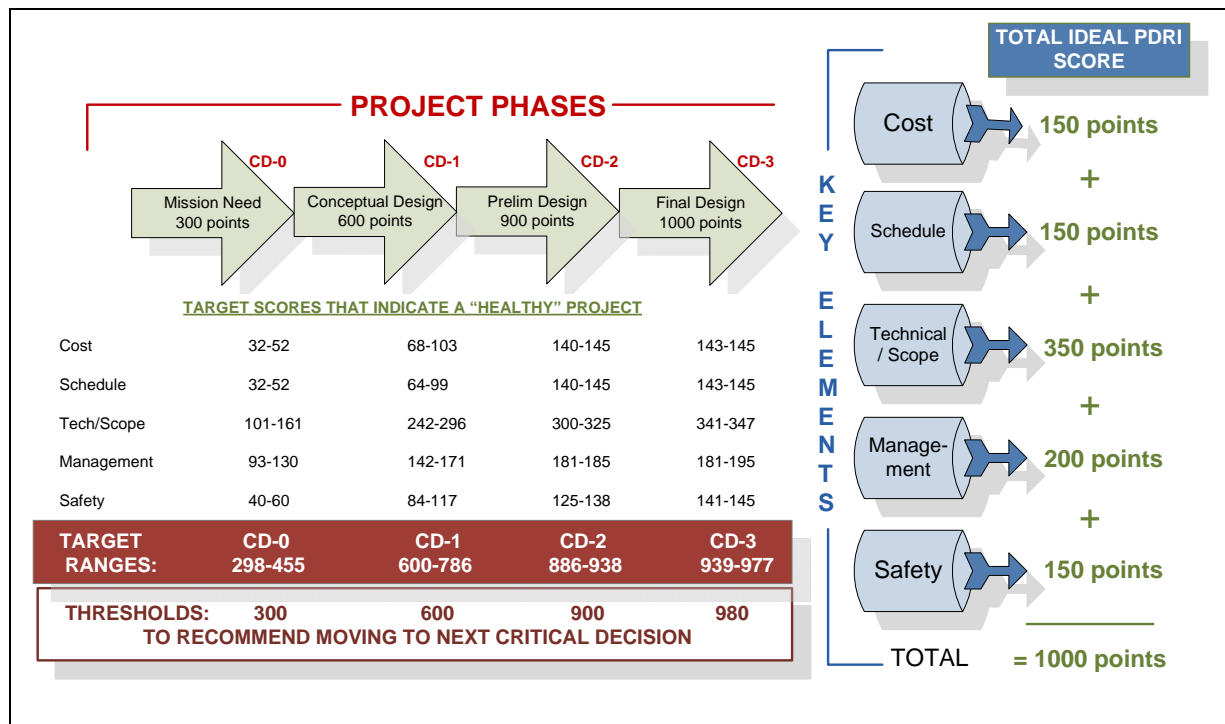 PROJECT PHASES
CD-0
CD-1
CD-2
CD-3
Mission Need
300 points
Conceptual Design
600 points
Prelim Design
900 points
Final Design
1000 points
TARGET SCORES THAT INDICATE A “HEALTHY” PROJECT
Cost 32-52 68-103 140-145 143-145
Schedule 32-52 64-99 140-145 143-145
Tech/Scope 101-161 242-296 300-325 341-347
Management 93-130 142-171 181-185 181-195
Safety 40-60 84-117 125-138 141-145
TARGET CD-0 CD-1 CD-2 CD-3
RANGES: 298-455 600-786 886-938 939-977
THRESHOLDS: 300 600 900 980
TO RECOMMEND MOVING TO NEXT CRITICAL DECISION
KEY ELEMENTS
TOTAL IDEAL PDRI
SCORE
Cost 150 points
+
Schedule 150 points
+
Technical
/ Scope 350 points
+
Manage-
ment 200 points
+
Safety 150 points
TOTAL = 1000 points